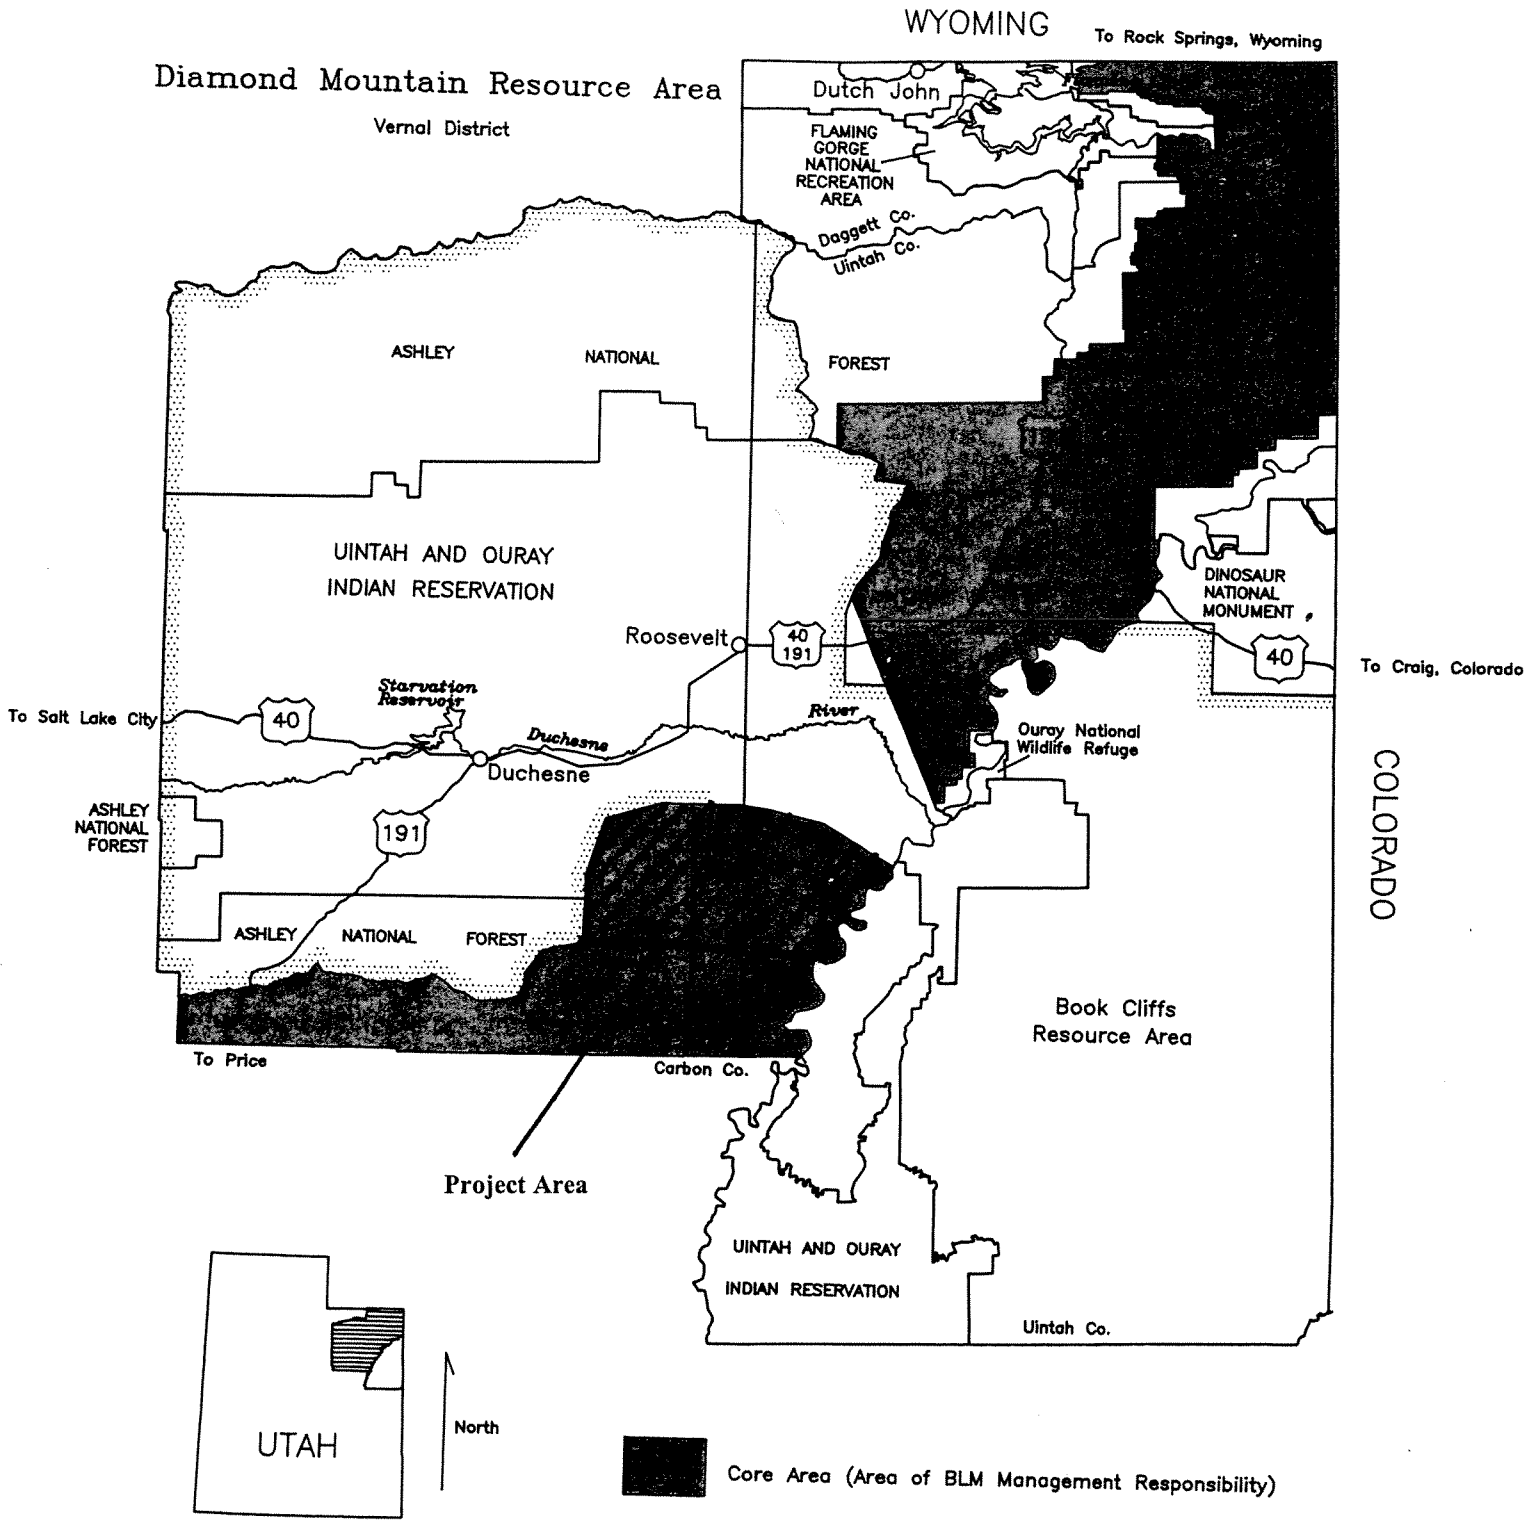 WYOMING
To Rock Springs, Wyoming
Diamond Mountain Resource Area
Vernal District
Dutch John
FLAMING
GORGE
NATIONAL
RECREATION
AREA
Daggett Co.
Uintah Co.
ASHLEY NATIONAL FOREST
UINTAH AND OURAY
INDIAN RESERVATION
DINOSAUR
NATIONAL
MONUMENT
Roosevelt
40
191
40
To Craig, Colorado
Starvation
Reservoir
To Salt Lake City
40
Duchesne
River
Ouray National
Wildlife Refuge
Duchesne
COLORADO
ASHLEY
NATIONAL
FOREST
191
ASHLEY NATIONAL FOREST
Book Cliffs
Resource Area
To Price
Carbon Co.
Project Area
UINTAH AND OURAY
INDIAN RESERVATION
Uintah Co.
UTAH
North
Core Area (Area of BLM Management Responsibility)